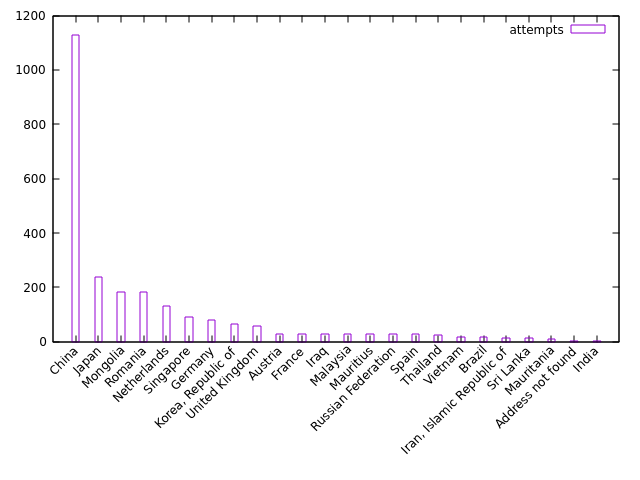 1200
1000
800
600
400
200
0
attempts
China
Japan
Mongolia
Romania
Netherlands
Singapore
Germany
Korea, Republic of
United Kingdom
Austria
France
Iraq
Malaysia
Mauritius
Russian Federation
Spain
Thailand
Vietnam
Brazil
Iran, Islamic Republic of
Sri Lanka
Mauritania
Address not found
India